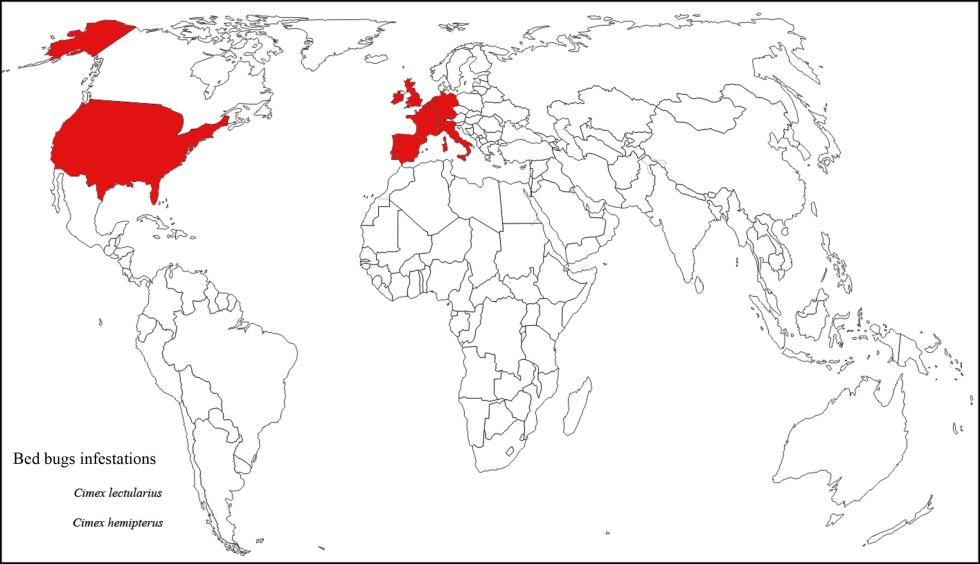 Bed bugs infestations
Cimex lectularius
Cimex hemipterus